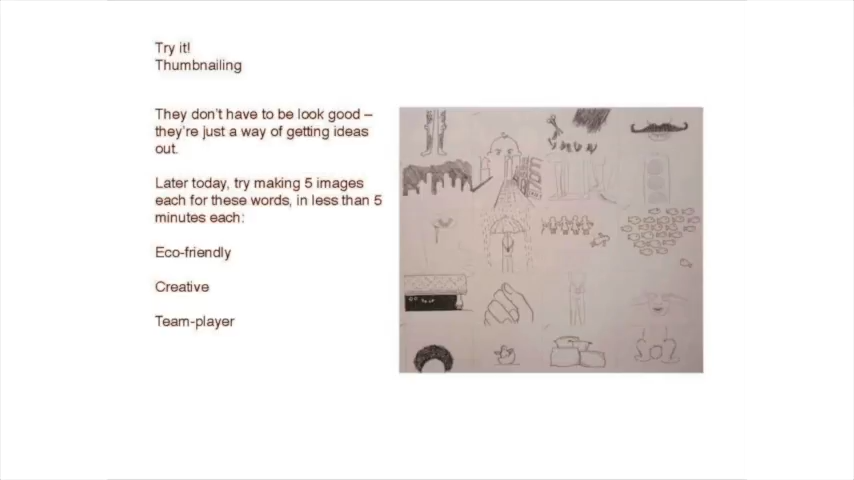 Try it!
Thumbnailing
They don't have to be look good –
they're just a way of getting ideas
out.
Later today, try making 5 images
each for these words, in less than 5
minutes each:
Eco-friendly
Creative
Team-player